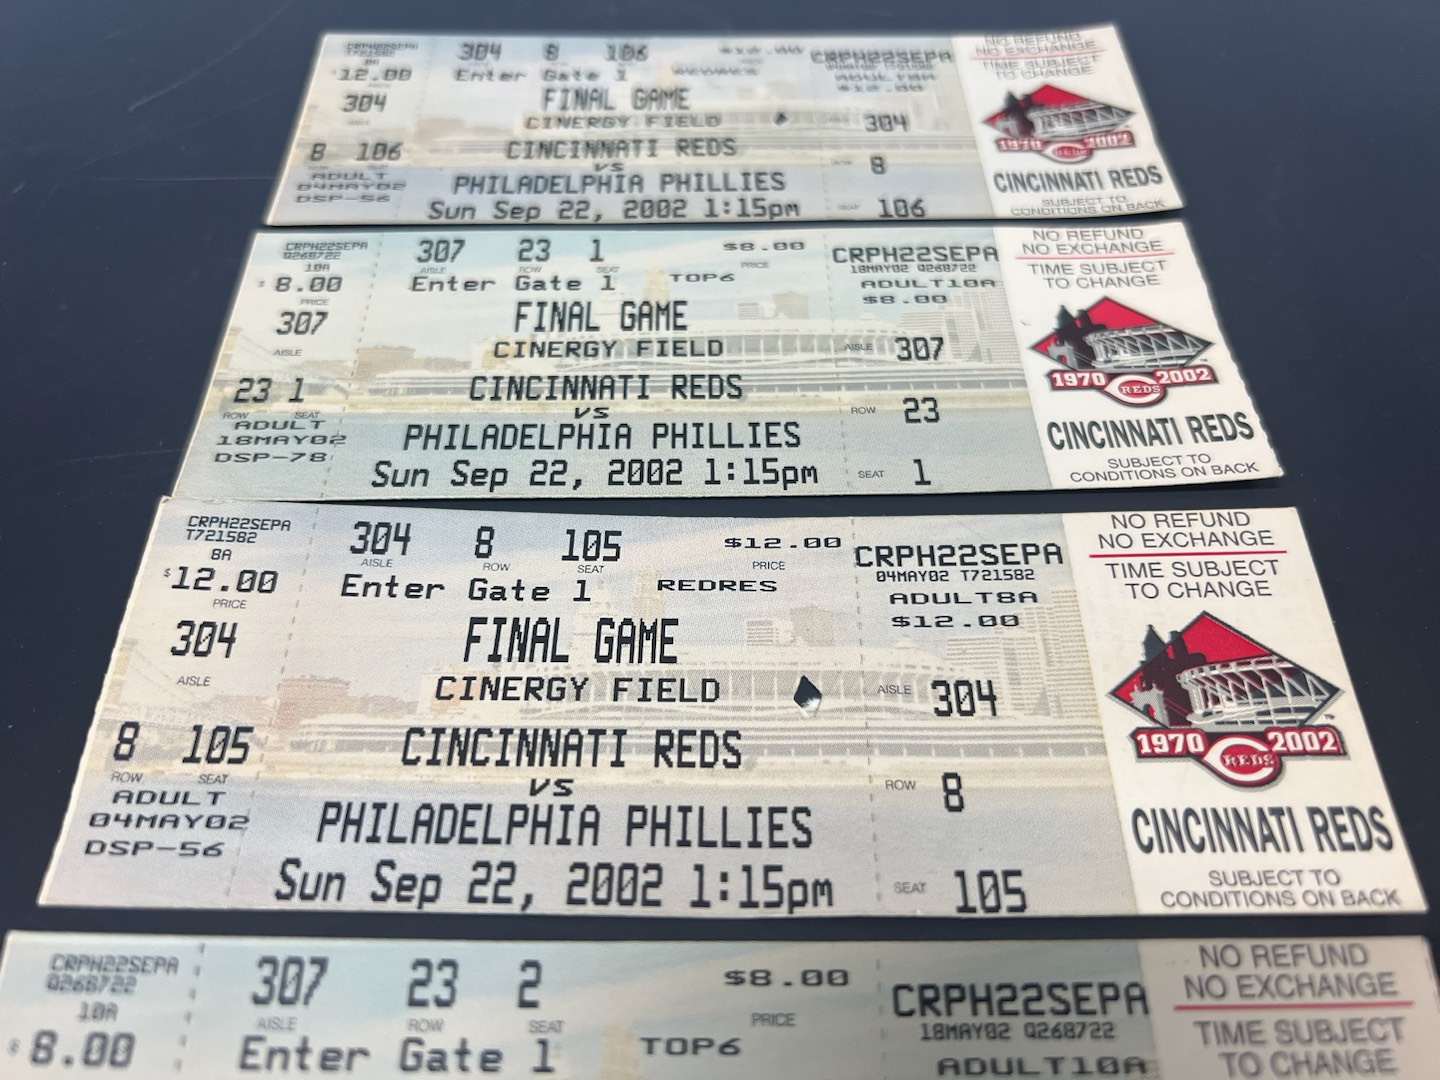 304 8 106 $12.00 CRPH22SEPA
12.00 Enter Gate 1 REDRES ADULT8A
$12.00
304 FINAL GAME
CINERGY FIELD 304
8 106 CINCINNATI REDS
VS 8
ADULT PHILADELPHIA PHILLIES
04MAY02
DSP-56 Sun Sep 22, 2002 1:15pm SEAT 106
NO REFUND
NO EXCHANGE
TIME SUBJECT
TO CHANGE
1970 REDS 2002
CINCINNATI REDS
SUBJECT TO
CONDITIONS ON BACK
CRPH22SEPA
Q268722
10A
$8.00
PRICE
307
AISLE
23 1
ROW SEAT
ADULT
18MAY02
DSP-78
307 23 1 $8.00
AISLE ROW SEAT PRICE
Enter Gate 1 TOP6
FINAL GAME
CINERGY FIELD
CINCINNATI REDS
VS
PHILADELPHIA PHILLIES
Sun Sep 22, 2002 1:15pm
CRPH22SEPA
18MAY02 Q268722
ADULT10A
$8.00
AISLE 307
ROW 23
SEAT 1
NO REFUND
NO EXCHANGE
TIME SUBJECT
TO CHANGE
1970 REDS 2002
CINCINNATI REDS
SUBJECT TO
CONDITIONS ON BACK
CRPH22SEPA
T721582
8A
$12.00
PRICE
304
AISLE
8 105
ROW SEAT
ADULT
04MAY02
DSP-56
304 8 105 $12.00
AISLE ROW SEAT PRICE
Enter Gate 1 REDRES
FINAL GAME
CINERGY FIELD
CINCINNATI REDS
VS
PHILADELPHIA PHILLIES
Sun Sep 22, 2002 1:15pm
CRPH22SEPA
04MAY02 T721582
ADULT8A
$12.00
AISLE 304
ROW 8
SEAT 105
NO REFUND
NO EXCHANGE
TIME SUBJECT
TO CHANGE
1970 REDS 2002
TM
CINCINNATI REDS
SUBJECT TO
CONDITIONS ON BACK
CRPH22SEPA
Q268722
10A
$8.00
307 23 2 $8.00
AISLE ROW SEAT PRICE
Enter Gate 1 TOP6
CRPH22SEPA
18MAY02 Q268722
ADULT10A
NO REFUND
NO EXCHANGE
TIME SUBJECT
TO CHANGE